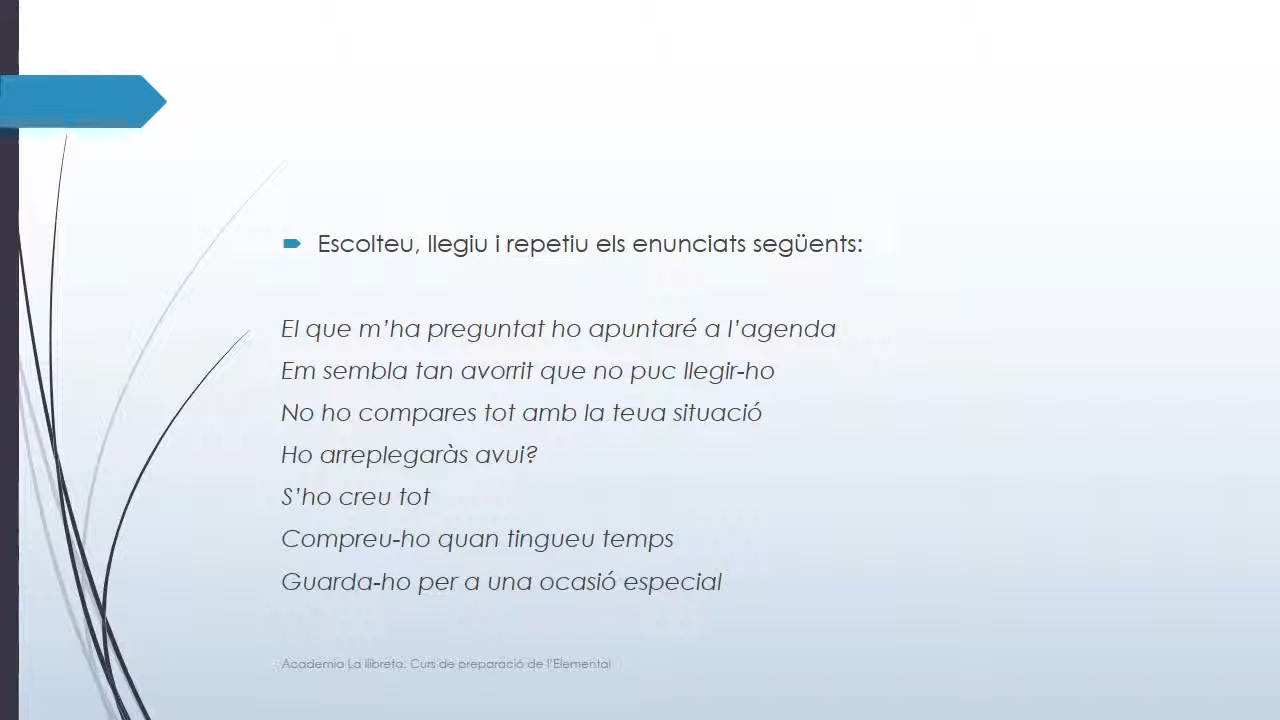 Escolteu, llegiu i repetiu els enunciats següents:
El que m’ha preguntat ho apuntaré a l’agenda
Em sembla tan avorrit que no puc llegir-ho
No ho compares tot amb la teua situació
Ho arreplegaràs avui?
S’ho creu tot
Compreu-ho quan tingueu temps
Guarda-ho per a una ocasió especial
Academia La llibreta. Curs de preparació de l’Elemental